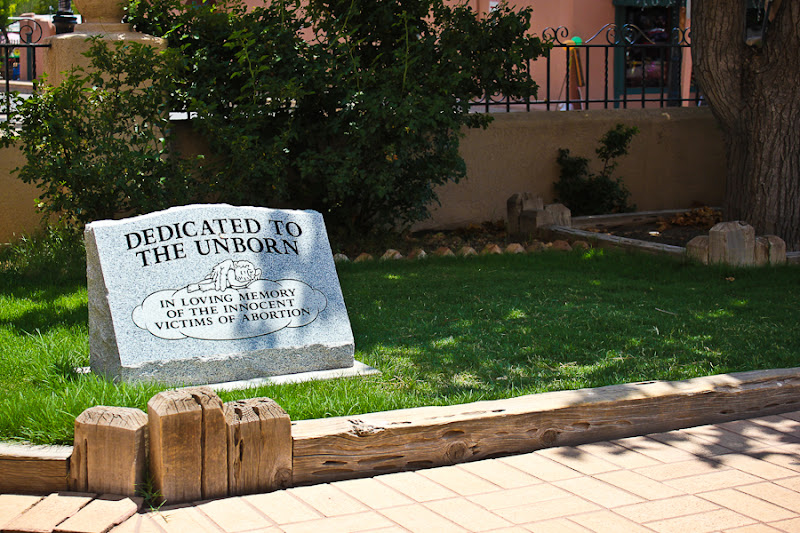 DEDICATED TO
THE UNBORN
IN LOVING MEMORY
OF THE INNOCENT
VICTIMS OF ABORTION